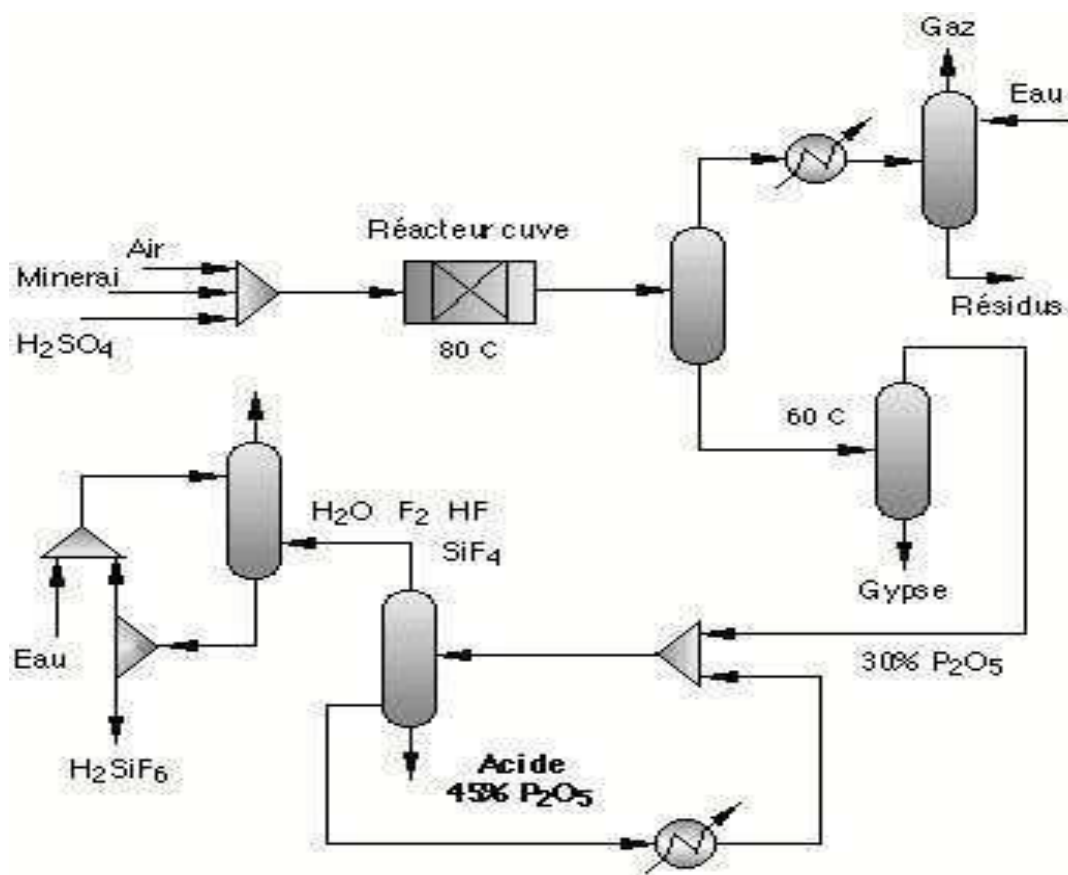 Gaz
Eau
Réacteur cuve
Air
Minerai
H₂SO₄
80 C
Résidus
60 C
H₂O F₂ HF
SiF₄
Gypse
Eau
30% P₂O₅
H₂SiF₆
Acide
45% P₂O₅